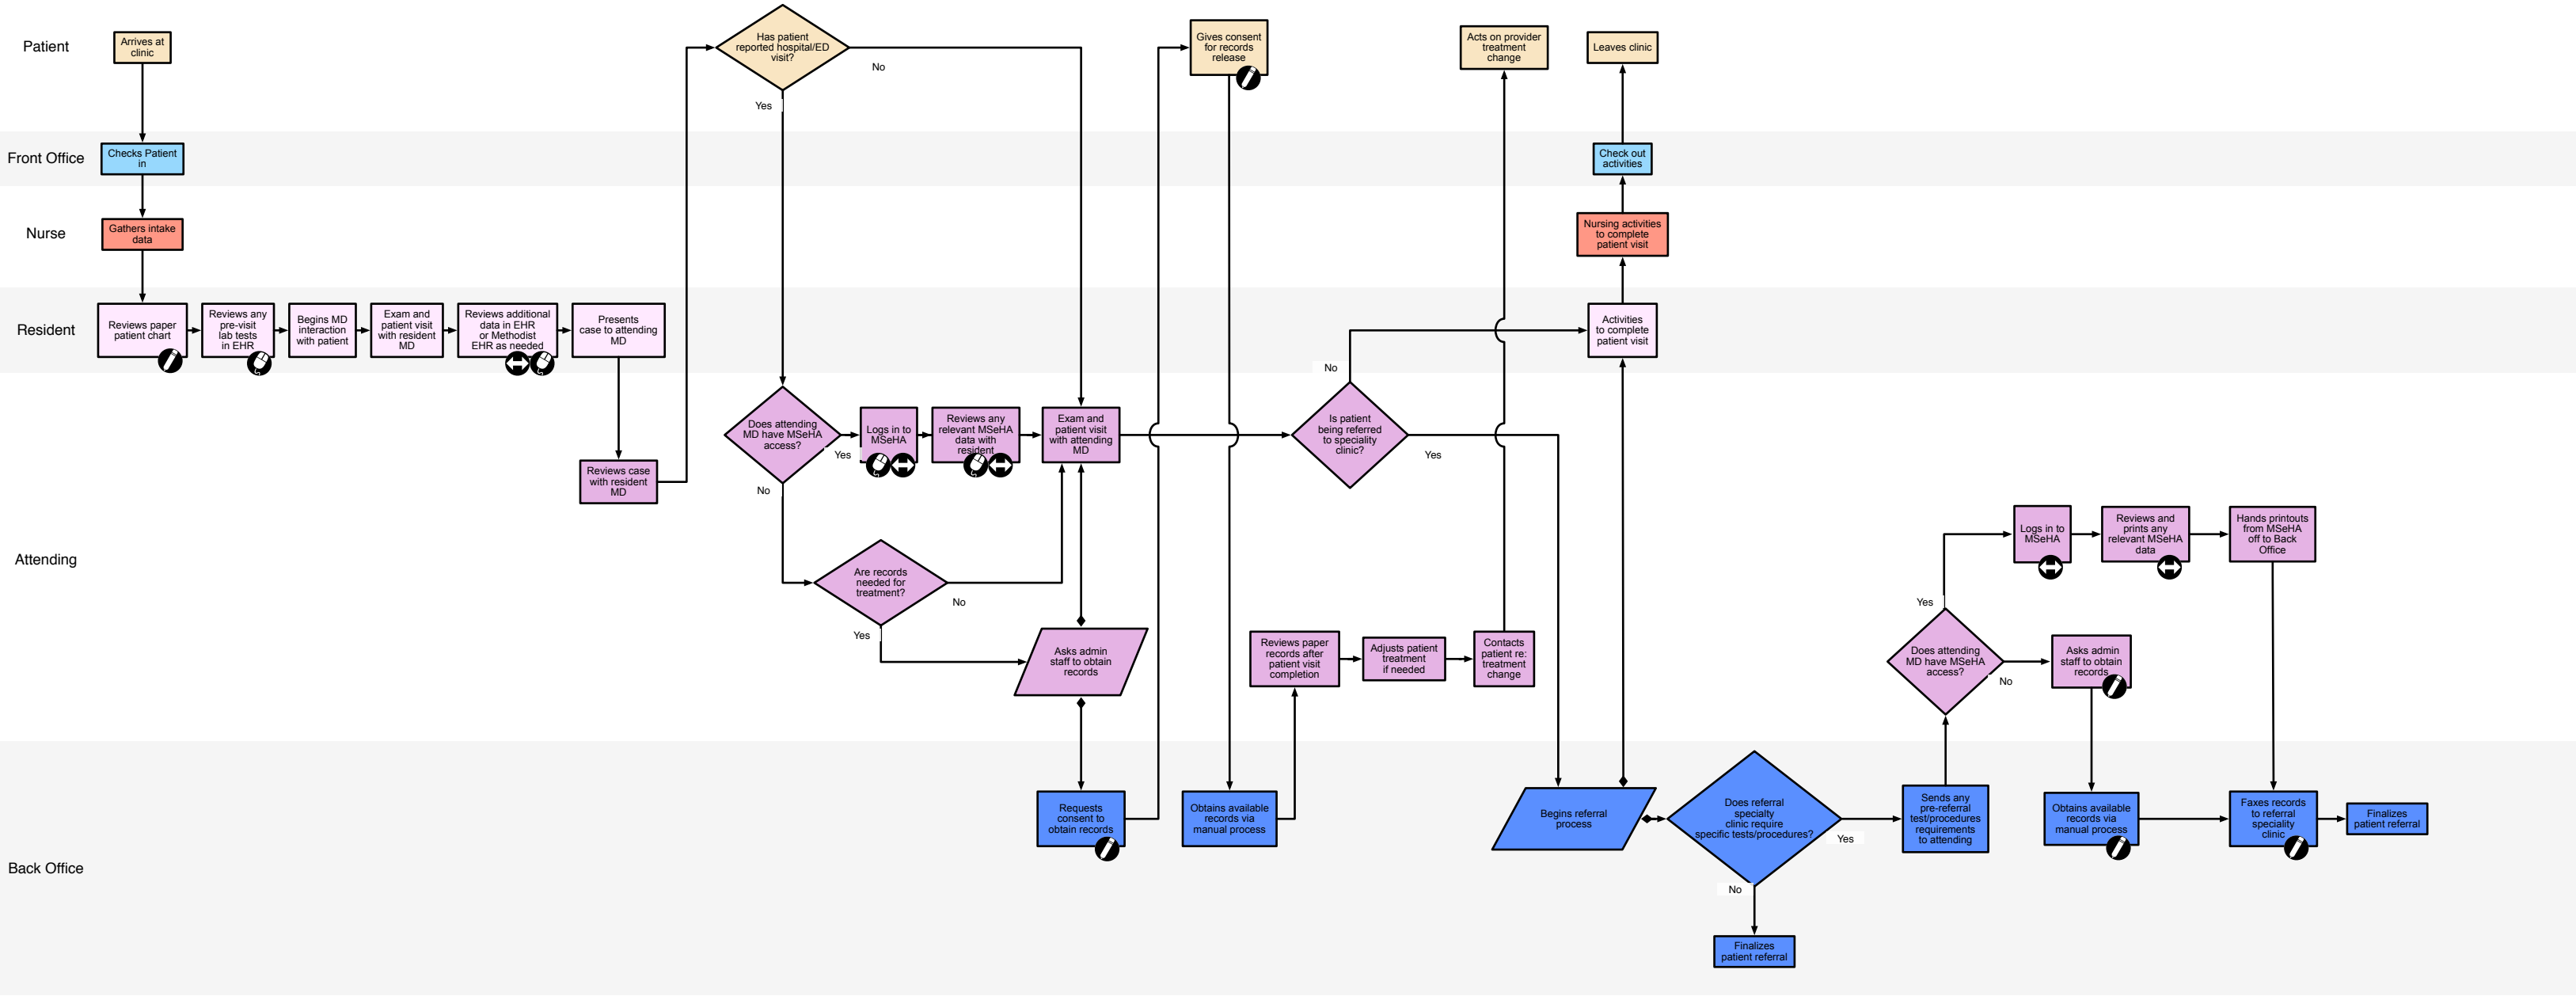 Patient
Arrives at
clinic
Has patient
reported hospital/ED
visit?
No
Yes
Gives consent
for records
release
Acts on provider
treatment
change
Leaves clinic
Front Office
Checks Patient
in
Check out
activities
Nurse
Gathers intake
data
Nursing activities
to complete
patient visit
Resident
Reviews paper
patient chart
Reviews any
pre-visit
lab tests
in EHR
Begins MD
interaction
with patient
Exam and
patient visit
with resident
MD
Reviews additional
data in EHR
or Methodist
EHR as needed
Presents
case to attending
MD
Activities
to complete
patient visit
Attending
Reviews case
with resident
MD
Does attending
MD have MSeHA
access?
Yes
No
Logs in to
MSeHA
Reviews any
relevant MSeHA
data with
resident
Exam and
patient visit
with attending
MD
Is patient
being referred
to speciality
clinic?
No
Yes
Are records
needed for
treatment?
No
Yes
Asks admin
staff to obtain
records
Reviews paper
records after
patient visit
completion
Adjusts patient
treatment
if needed
Contacts
patient re:
treatment
change
Does attending
MD have MSeHA
access?
Yes
No
Logs in to
MSeHA
Reviews and
prints any
relevant MSeHA
data
Hands printouts
from MSeHA
off to Back
Office
Asks admin
staff to obtain
records
Back Office
Requests
consent to
obtain records
Obtains available
records via
manual process
Begins referral
process
Does referral
specialty
clinic require
specific tests/procedures?
Yes
No
Finalizes
patient referral
Sends any
pre-referral
test/procedures
requirements
to attending
Obtains available
records via
manual process
Faxes records
to referral
speciality
clinic
Finalizes
patient referral